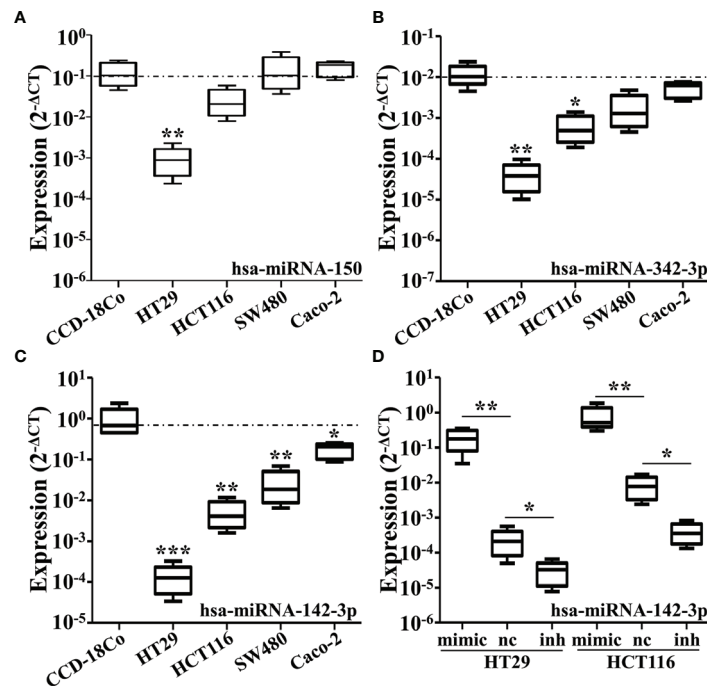 A
Expression (2^-ΔCT)
10^0
10^-1
10^-2
10^-3
10^-4
10^-5
10^-6
**
hsa-miRNA-150
CCD-18Co
HT29
HCT116
SW480
Caco-2
B
Expression (2^-ΔCT)
10^-1
10^-2
10^-3
10^-4
10^-5
10^-6
10^-7
**
*
hsa-miRNA-342-3p
CCD-18Co
HT29
HCT116
SW480
Caco-2
C
Expression (2^-ΔCT)
10^1
10^0
10^-1
10^-2
10^-3
10^-4
10^-5
***
**
**
*
hsa-miRNA-142-3p
CCD-18Co
HT29
HCT116
SW480
Caco-2
D
Expression (2^-ΔCT)
10^1
10^0
10^-1
10^-2
10^-3
10^-4
10^-5
10^-6
**
*
**
*
hsa-miRNA-142-3p
mimic nc inh mimic nc inh
HT29 HCT116